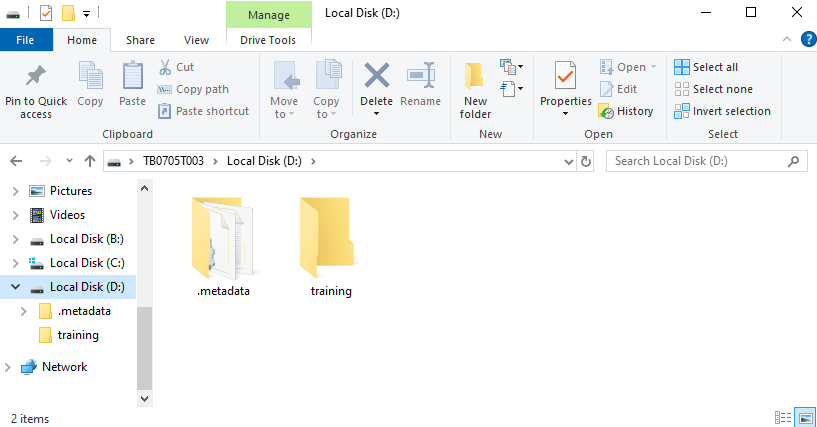 Manage
Local Disk (D:)
File
Home
Share
View
Drive Tools
Pin to Quick access
Copy
Paste
Cut
Copy path
Paste shortcut
Clipboard
Move to
Copy to
Delete
Rename
Organize
New folder
New
Properties
Open
Edit
History
Open
Select all
Select none
Invert selection
Select
TB0705T003 > Local Disk (D:) >
Search Local Disk (D:)
Pictures
Videos
Local Disk (B:)
Local Disk (C:)
Local Disk (D:)
.metadata
training
Network
.metadata
training
2 items